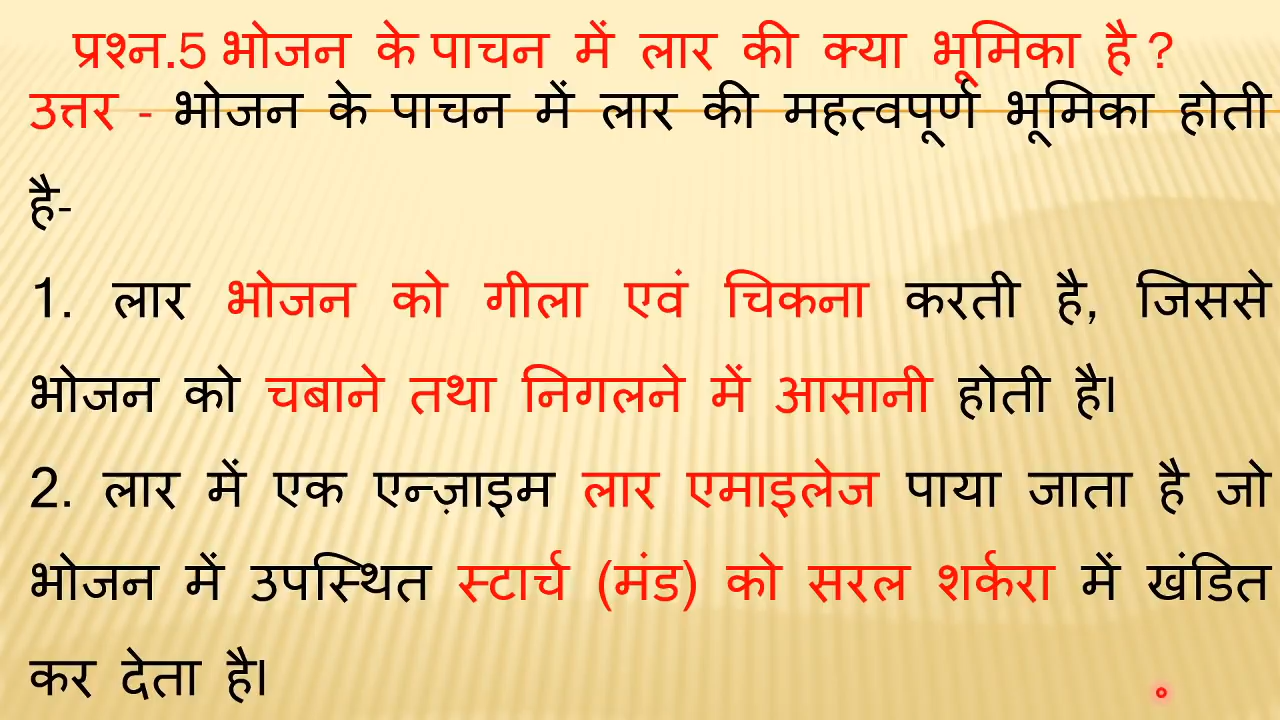 प्रश्न.5 भोजन के पाचन में लार की क्या भूमिका है ?
उत्तर - भोजन के पाचन में लार की महत्वपूर्ण भूमिका होती
है-
1. लार भोजन को गीला एवं चिकना करती है, जिससे
भोजन को चबाने तथा निगलने में आसानी होती है।
2. लार में एक एन्ज़ाइम लार एमाइलेज पाया जाता है जो
भोजन में उपस्थित स्टार्च (मंड) को सरल शर्करा में खंडित
कर देता है।